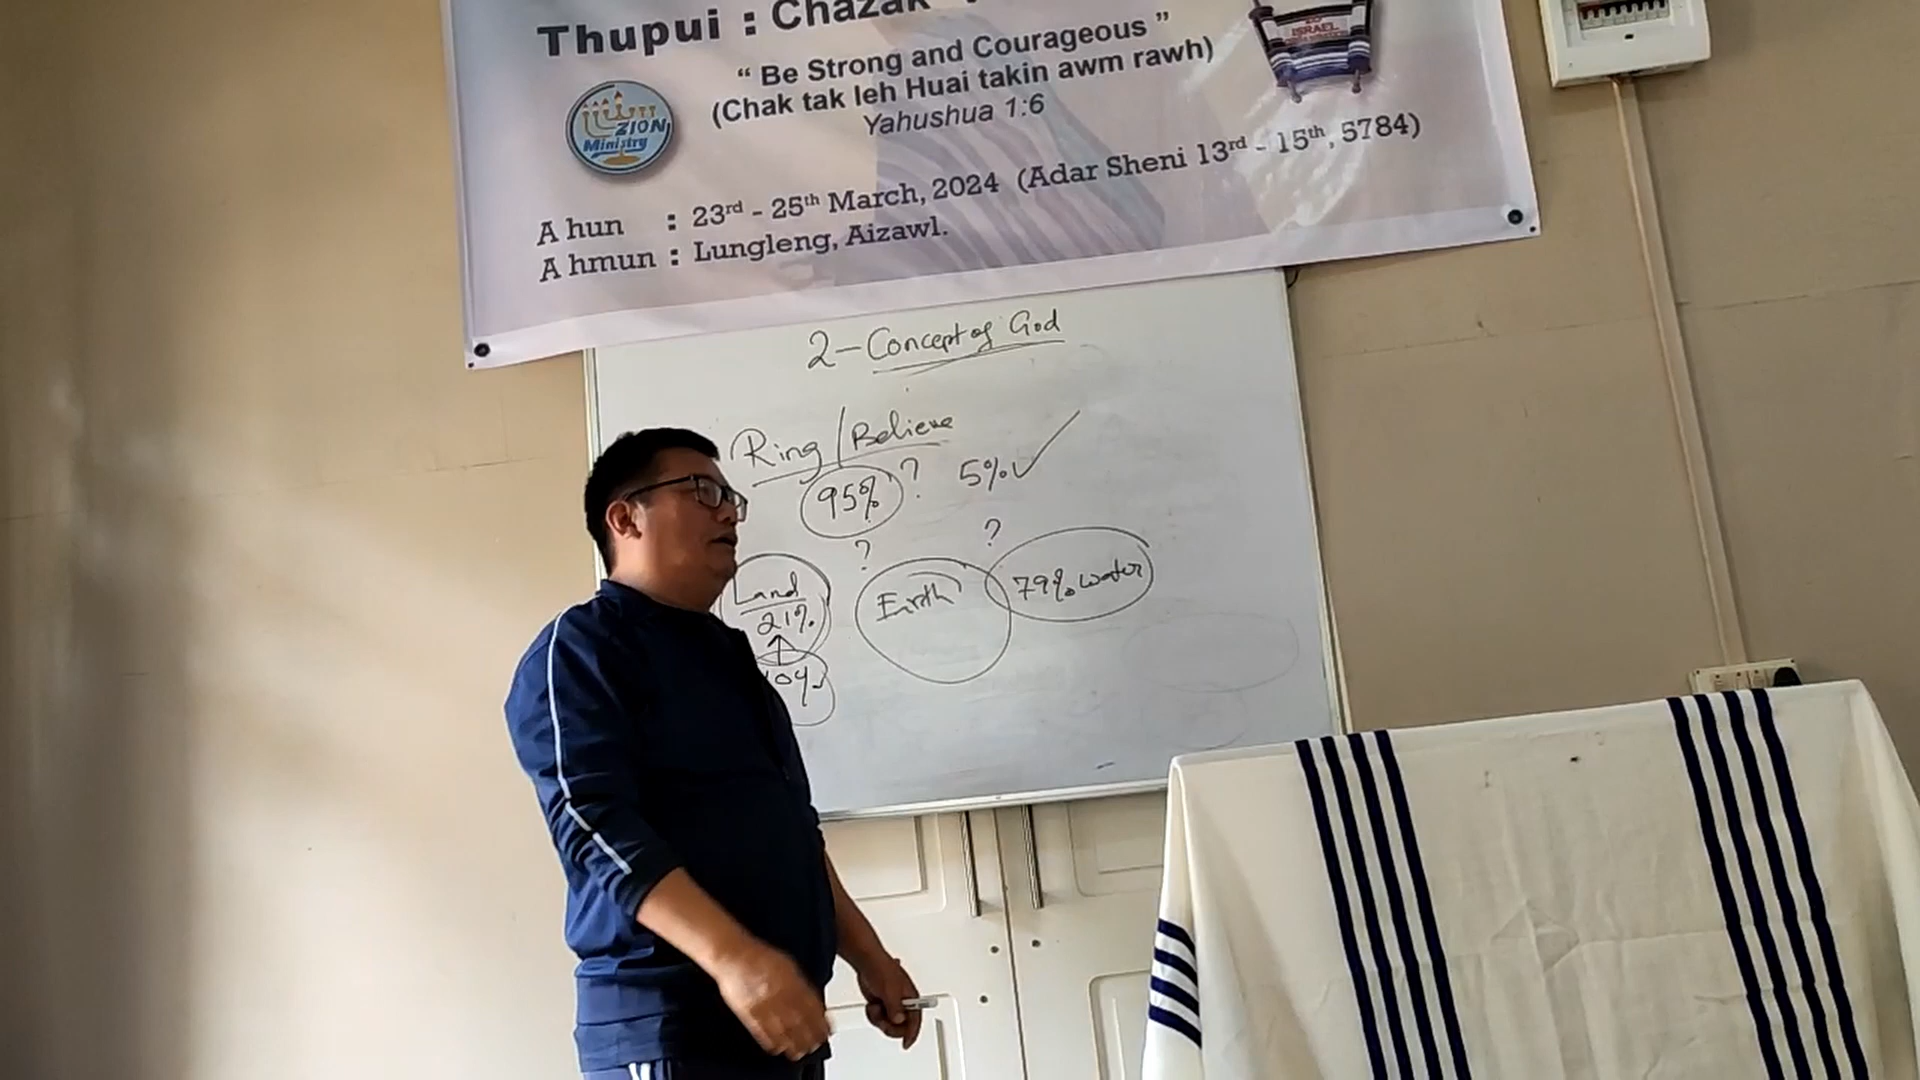 Thupui : Chazak
“ Be Strong and Courageous ”
(Chak tak leh Huai takin awm rawh)
Yahushua 1:6
ZION
Ministry
ISRAEL
A hun : 23rd - 25th March, 2024 (Adar Sheni 13rd - 15th, 5784)
A hmun : Lungleng, Aizawl.
2 – Concept of God
Ring / Believe
95% ? 5% ✓
? ?
Land
21%
Earth
79% water